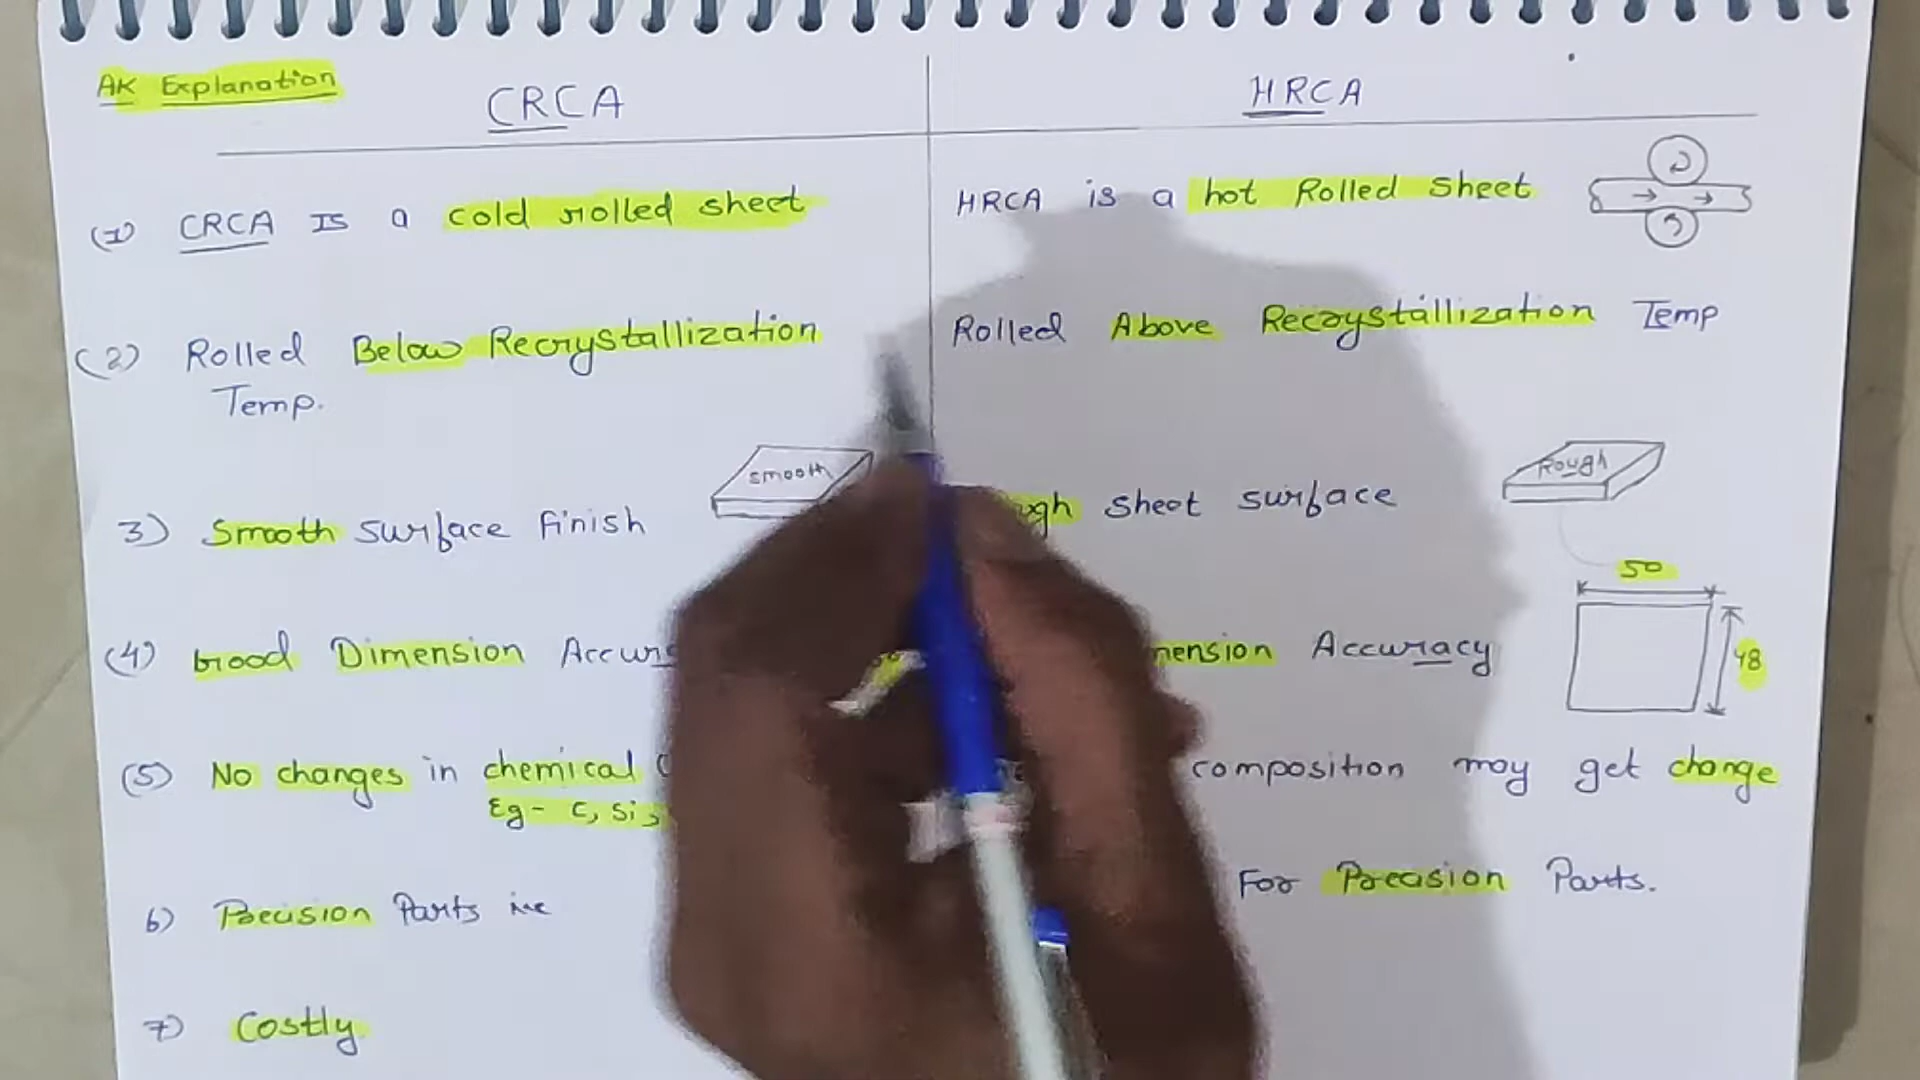 AK Explanation
CRCA
HRCA
(1) CRCA Is a cold rolled sheet
HRCA is a hot Rolled Sheet
(2) Rolled Below Recrystallization
Temp.
Rolled Above Recrystallization Temp
3) Smooth surface finish
smooth
sheet surface
Rough
(4) Good Dimension
Accuracy
50
48
(5) No changes in chemical
Eg- C, Si,
composition may get change
6) Precision Parts
For Precision Parts.
7) Costly